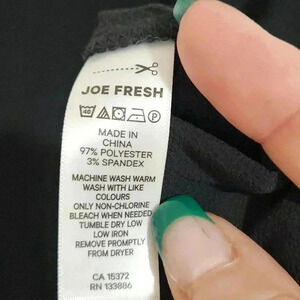 JOE FRESH
40
P
MADE IN
CHINA
97% POLYESTER
3% SPANDEX
MACHINE WASH WARM
WASH WITH LIKE
COLOURS
ONLY NON-CHLORINE
BLEACH WHEN NEEDED
TUMBLE DRY LOW
LOW IRON
REMOVE PROMPTLY
FROM DRYER
CA 15372
RN 133886